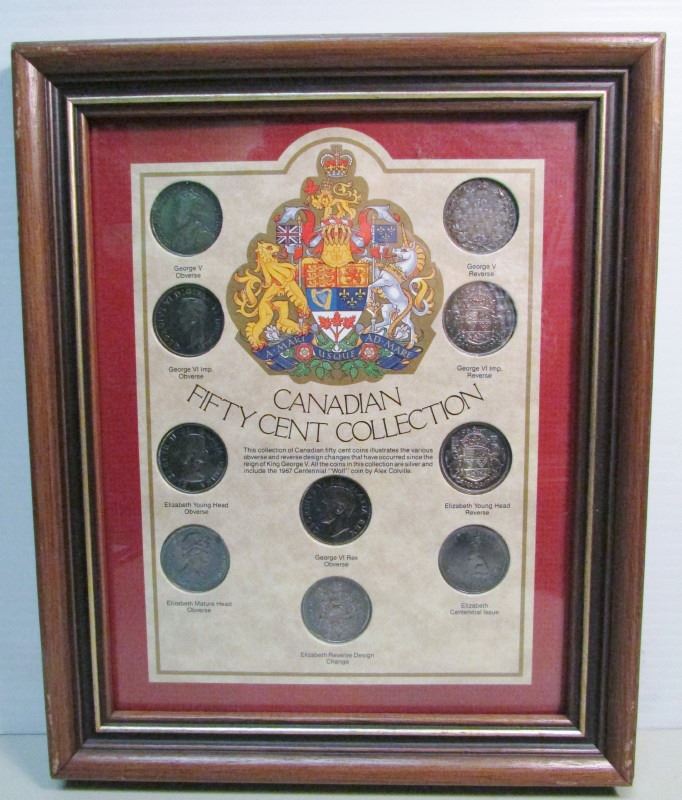 George V
Obverse
George V
Reverse
George VI Imp.
Obverse
George VI Imp.
Reverse
A·MARI USQUE AD·MARE
CANADIAN
FIFTY CENT COLLECTION
This collection of Canadian fifty cent coins illustrates the various
obverse and reverse design changes that have occurred since the
reign of King George V. All the coins in this collection are silver and
include the 1967 Centennial "Wolf" coin by Alex Colville.
Elizabeth Young Head
Obverse
Elizabeth Young Head
Reverse
George VI Rex
Obverse
Elizabeth Mature Head
Obverse
Elizabeth
Centennial Issue
Elizabeth Reverse Design
Change